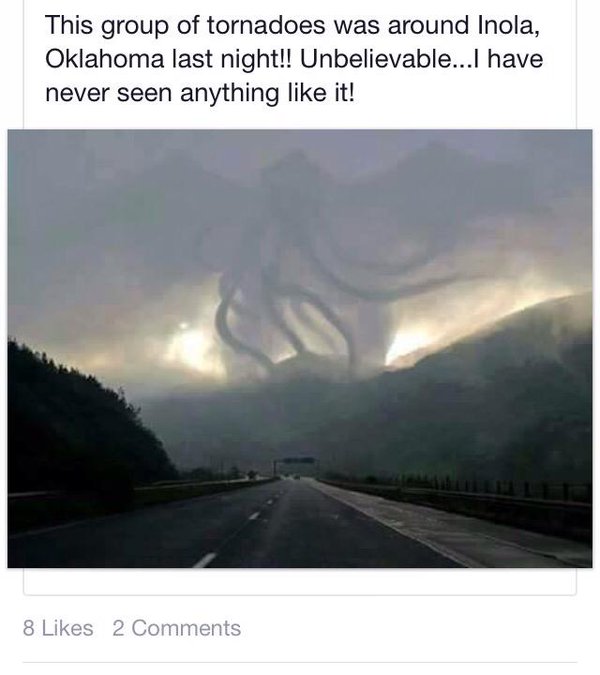 This group of tornadoes was around Inola,
Oklahoma last night!! Unbelievable...I have
never seen anything like it!
8 Likes 2 Comments